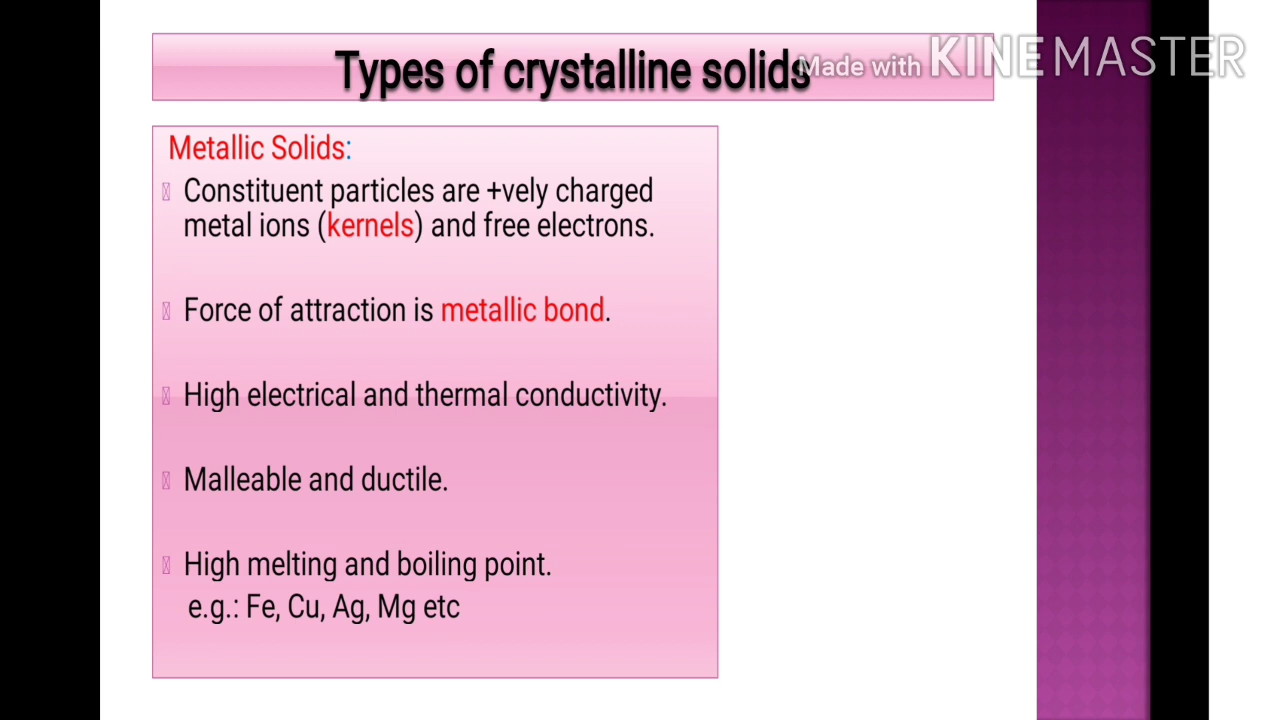 Types of crystalline solids
Made with KINEMASTER
Metallic Solids:
Constituent particles are +vely charged
metal ions (kernels) and free electrons.
Force of attraction is metallic bond.
High electrical and thermal conductivity.
Malleable and ductile.
High melting and boiling point.
e.g.: Fe, Cu, Ag, Mg etc